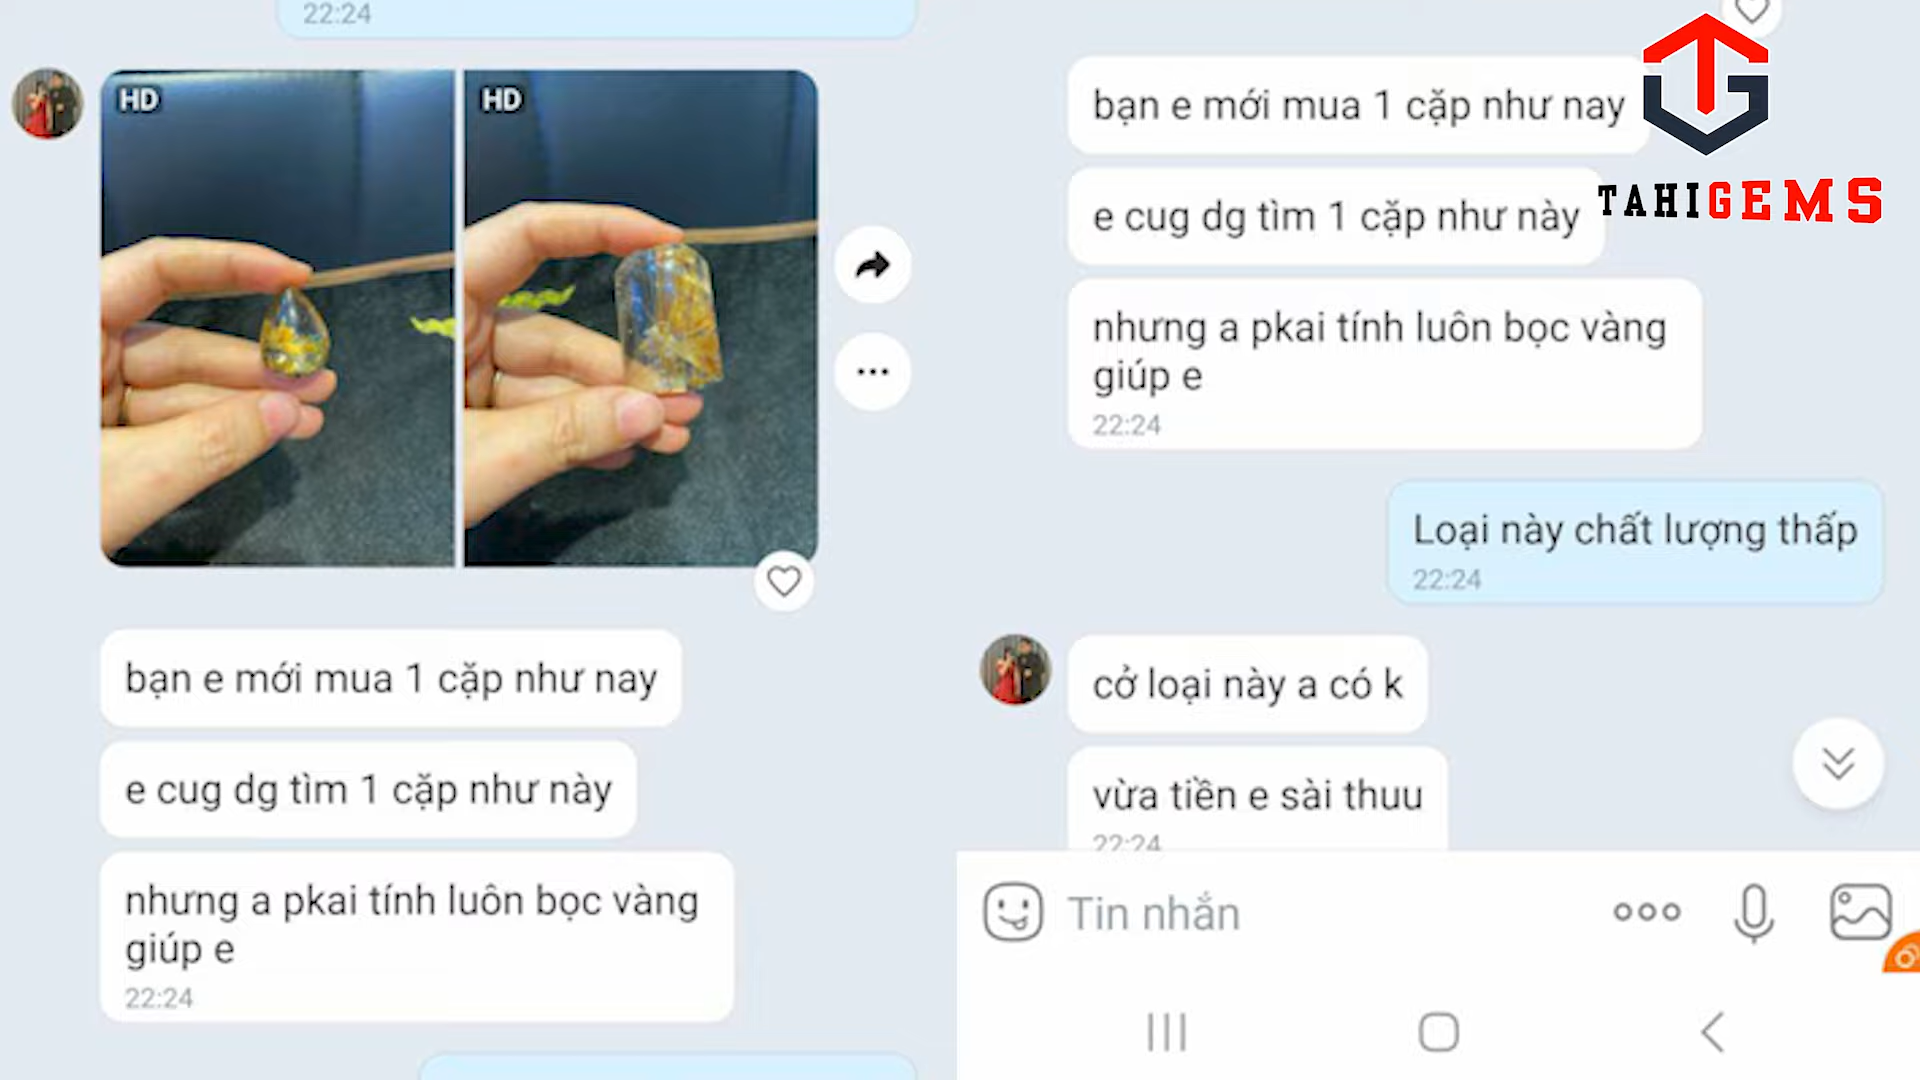 22:24
HD
HD
bạn e mới mua 1 cặp như nay
e cug dg tìm 1 cặp như này
nhưng a pkai tính luôn bọc vàng
giúp e
22:24
bạn e mới mua 1 cặp như nay
e cug dg tìm 1 cặp như này
nhưng a pkai tính luôn bọc vàng
giúp e
22:24
Loại này chất lượng thấp
22:24
cở loại này a có k
vừa tiền e sài thuu
22:24
Tin nhắn
TAHIGEMS